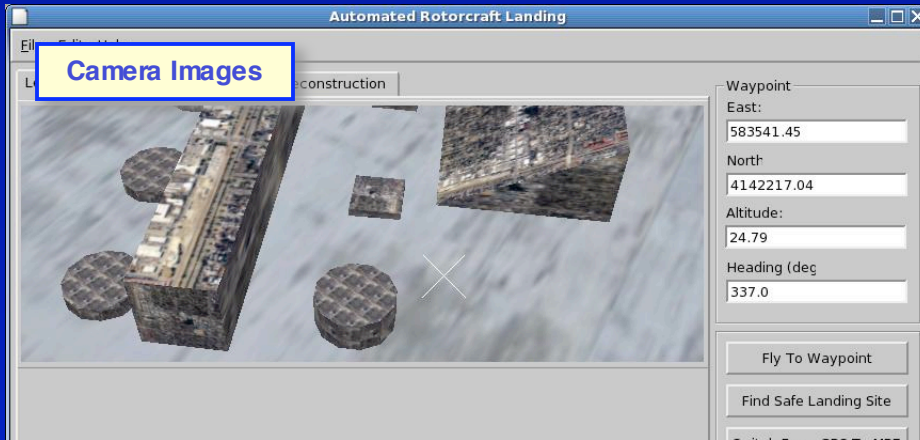 Automated Rotorcraft Landing
Camera Images
Waypoint
East:
583541.45
North
4142217.04
Altitude:
24.79
Heading (deg
337.0
Fly To Waypoint
Find Safe Landing Site